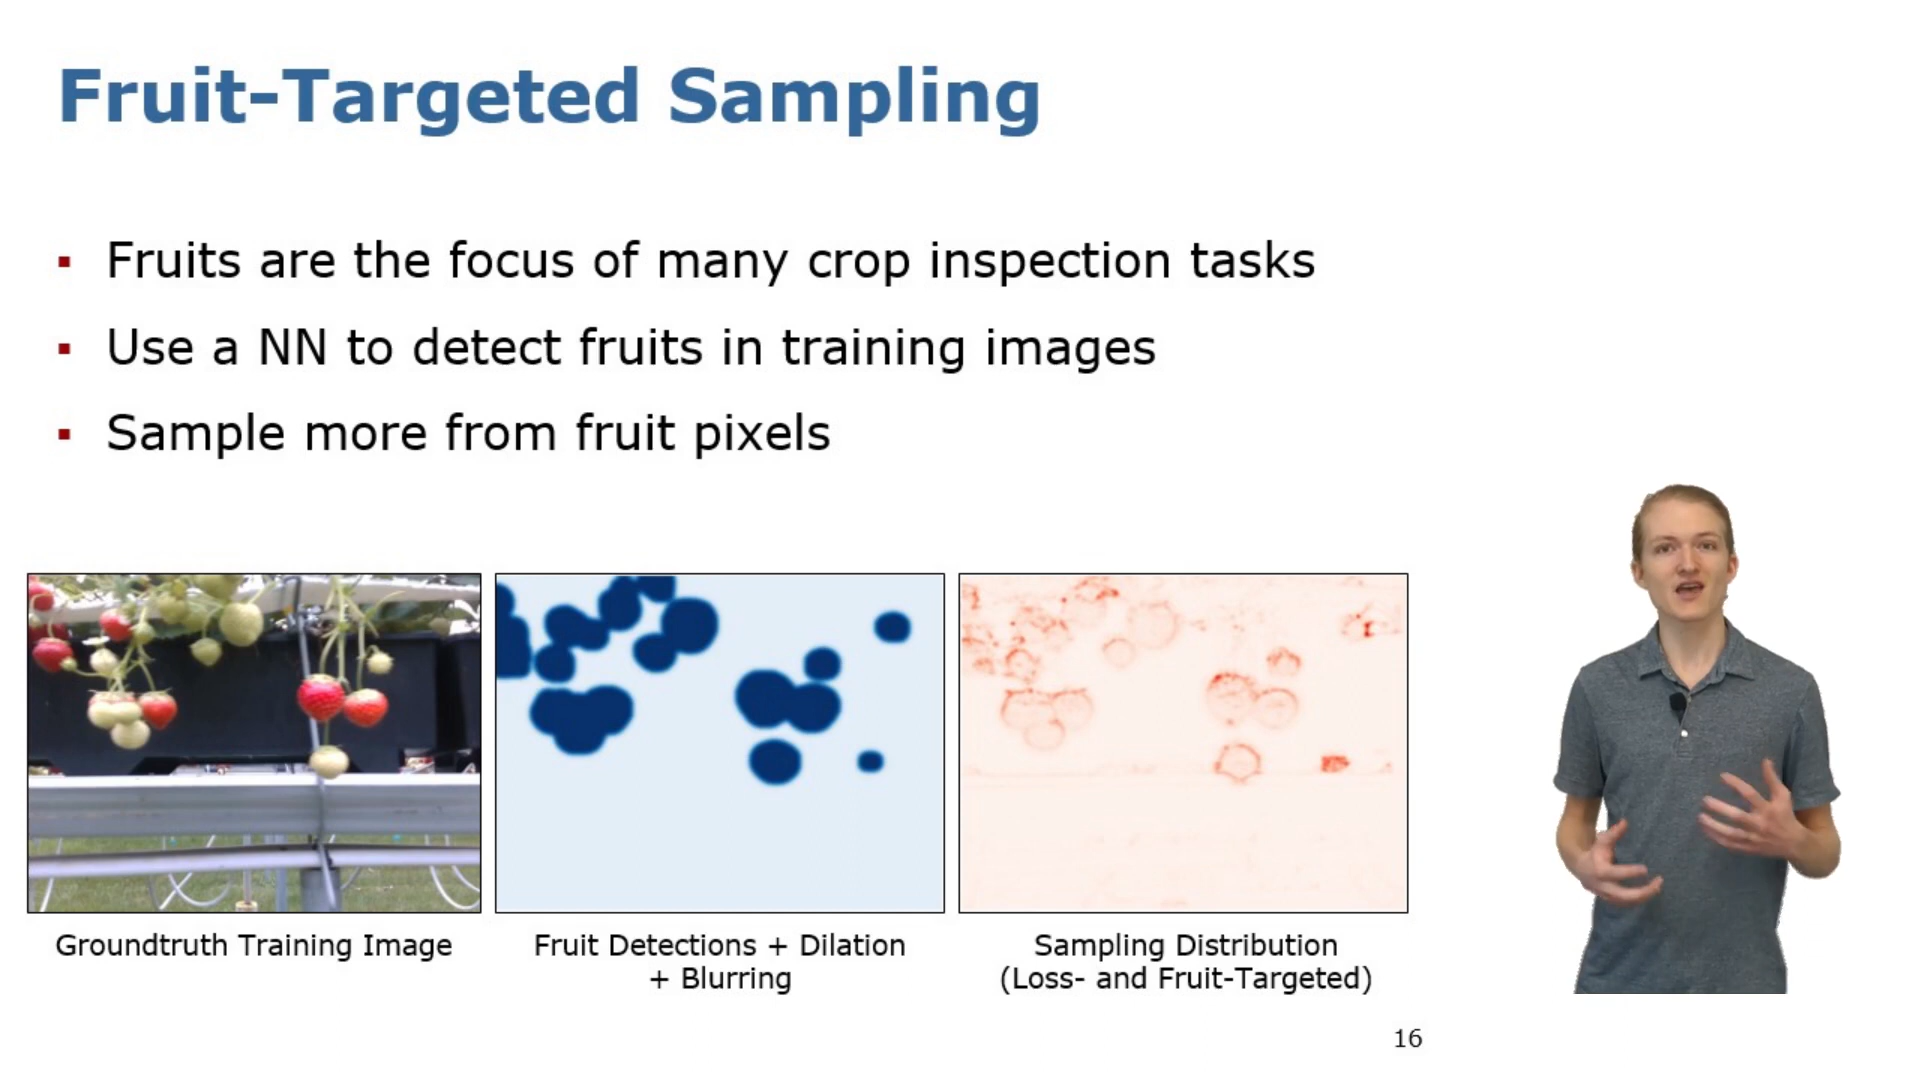 Fruit-Targeted Sampling
▪ Fruits are the focus of many crop inspection tasks
▪ Use a NN to detect fruits in training images
▪ Sample more from fruit pixels
Groundtruth Training Image
Fruit Detections + Dilation
+ Blurring
Sampling Distribution
(Loss- and Fruit-Targeted)
16